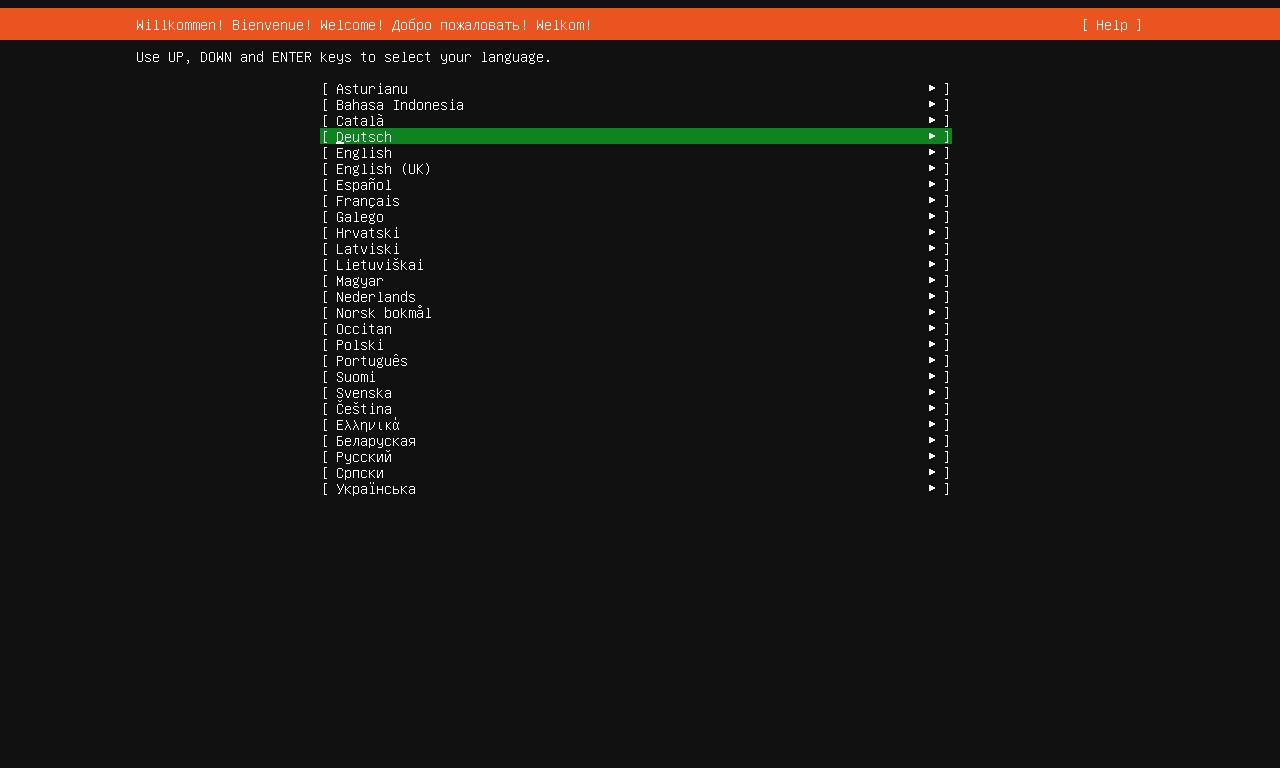 Willkommen! Bienvenue! Welcome! Добро пожаловать! Welkom! [ Help ]
Use UP, DOWN and ENTER keys to select your language.
[ Asturianu ► ]
[ Bahasa Indonesia ► ]
[ Català ► ]
[ Deutsch ► ]
[ English ► ]
[ English (UK) ► ]
[ Español ► ]
[ Français ► ]
[ Galego ► ]
[ Hrvatski ► ]
[ Latviski ► ]
[ Lietuviškai ► ]
[ Magyar ► ]
[ Nederlands ► ]
[ Norsk bokmål ► ]
[ Occitan ► ]
[ Polski ► ]
[ Português ► ]
[ Suomi ► ]
[ Svenska ► ]
[ Čeština ► ]
[ Ελληνικά ► ]
[ Беларуская ► ]
[ Русский ► ]
[ Српски ► ]
[ Українська ► ]